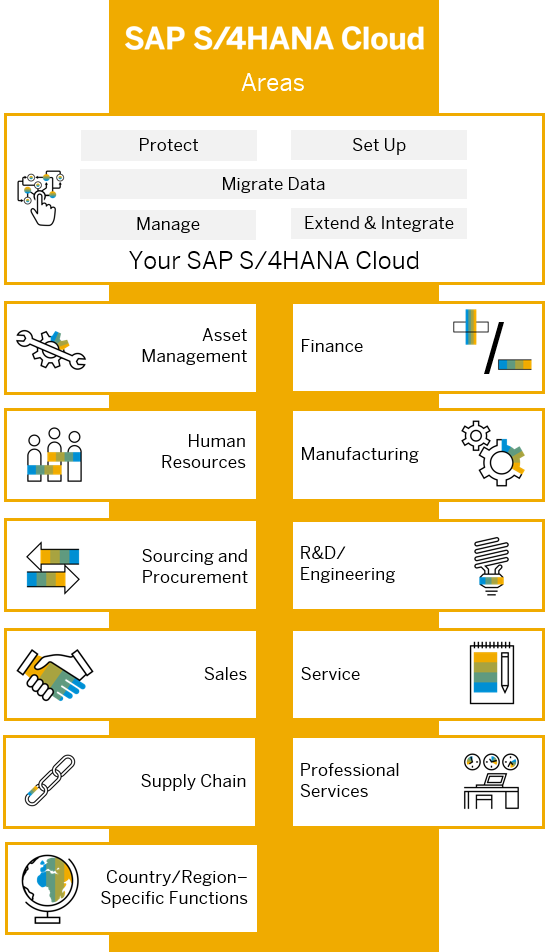 SAP S/4HANA Cloud
Areas
Protect
Set Up
Migrate Data
Manage
Extend & Integrate
Your SAP S/4HANA Cloud
Asset
Management
Finance
Human
Resources
Manufacturing
Sourcing and
Procurement
R&D/
Engineering
Sales
Service
Supply Chain
Professional
Services
Country/Region–
Specific Functions